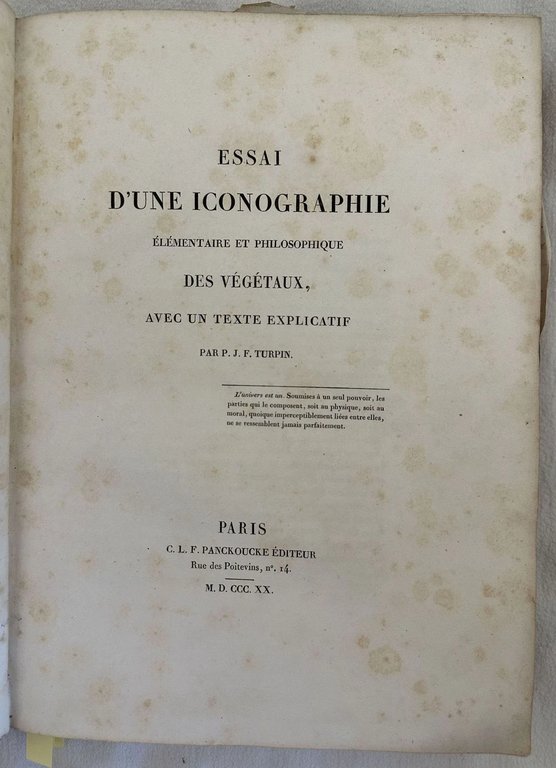 ESSAI
D'UNE ICONOGRAPHIE
ÉLÉMENTAIRE ET PHILOSOPHIQUE
DES VÉGÉTAUX,
AVEC UN TEXTE EXPLICATIF
PAR P. J. F. TURPIN.
L'univers est un. Soumises à un seul pouvoir, les
parties qui le composent, soit au physique, soit au
moral, quoique imperceptiblement liées entre elles,
ne se ressemblent jamais parfaitement.
PARIS
C. L. F. PANCKOUCKE ÉDITEUR
Rue des Poitevins, nº. 14.
M. D. CCC. XX.